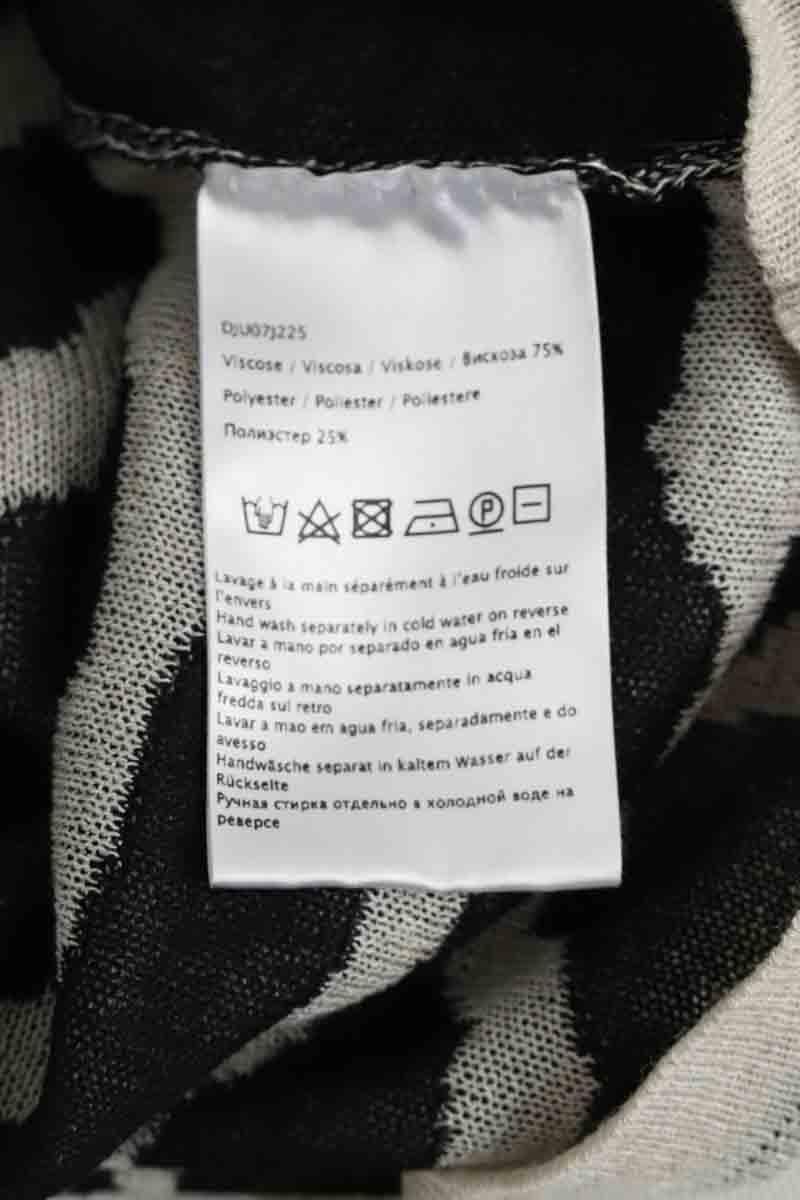 DJU07J225
Viscose / Viscosa / Viskose / Вискоза 75%
Polyester / Poliester / Poliestere
Полиэстер 25%
P
Lavage à la main séparément à l'eau froide sur
l'envers
Hand wash separately in cold water on reverse
Lavar a mano por separado en agua fria en el
reverso
Lavaggio a mano separatamente in acqua
fredda sul retro
Lavar a mao em agua fria, separadamente e do
avesso
Handwäsche separat in kaltem Wasser auf der
Rückseite
Ручная стирка отдельно в холодной воде на
реверсе